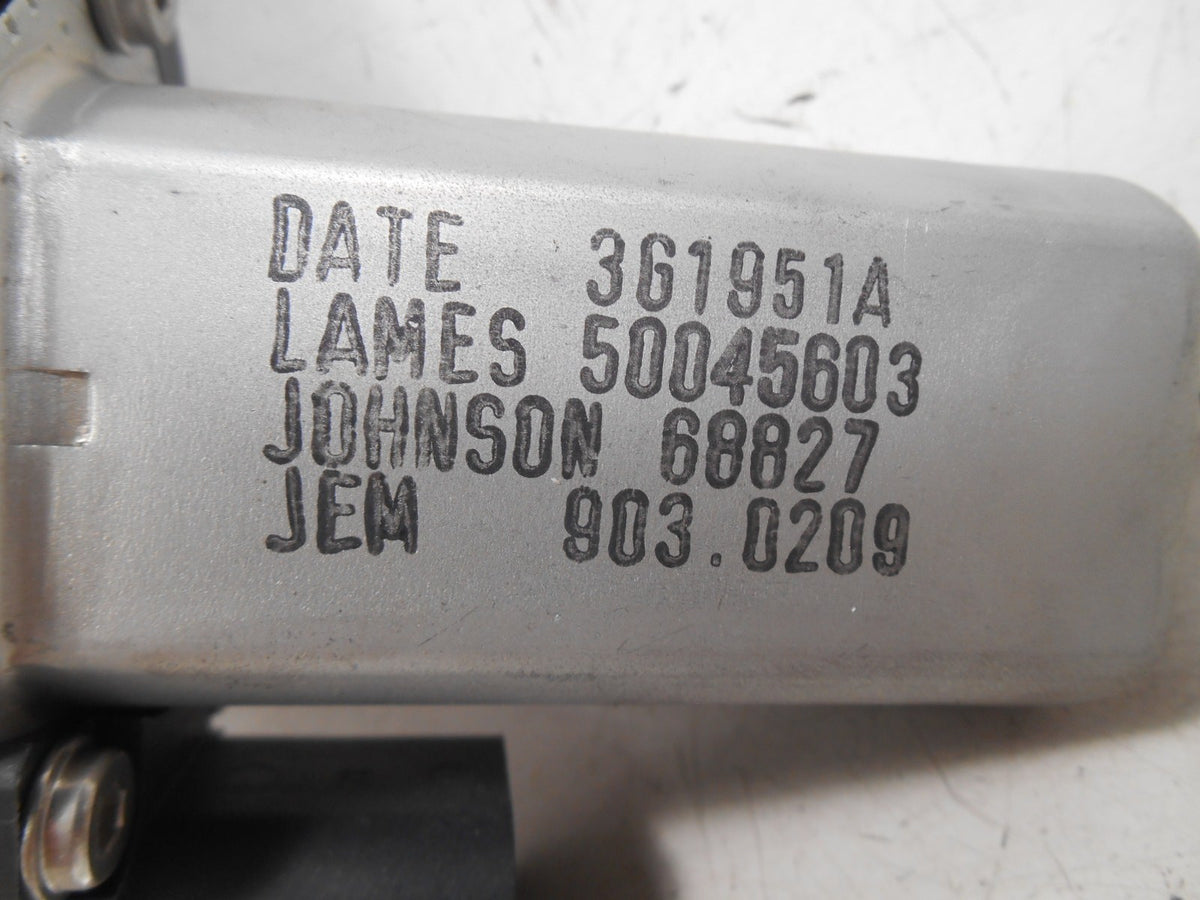 DATE 3G1951A
LAMES 50045603
JOHNSON 68827
JEM 903.0209